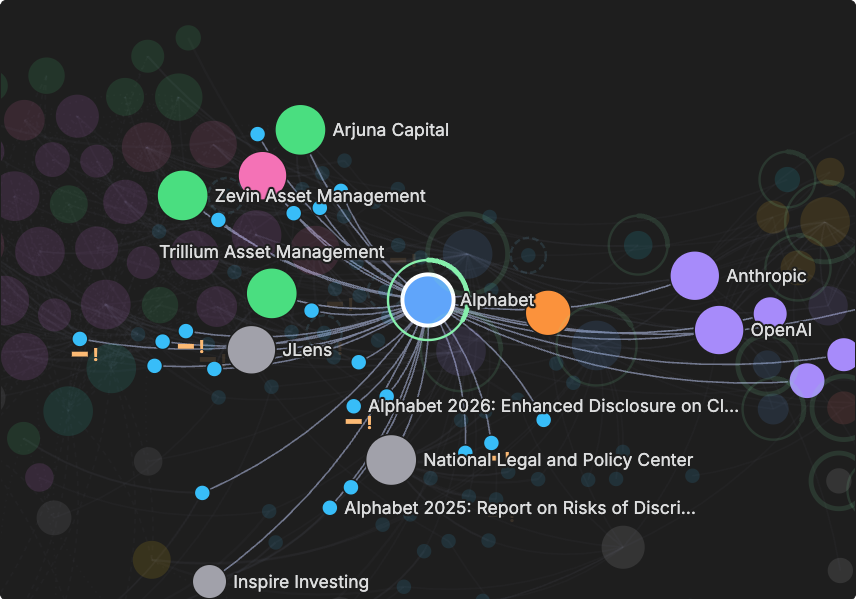 Arjuna Capital
Zevin Asset Management
Trillium Asset Management
Anthropic
Alphabet
OpenAI
JLens
Alphabet 2026: Enhanced Disclosure on Cl...
National Legal and Policy Center
Alphabet 2025: Report on Risks of Discri...
Inspire Investing